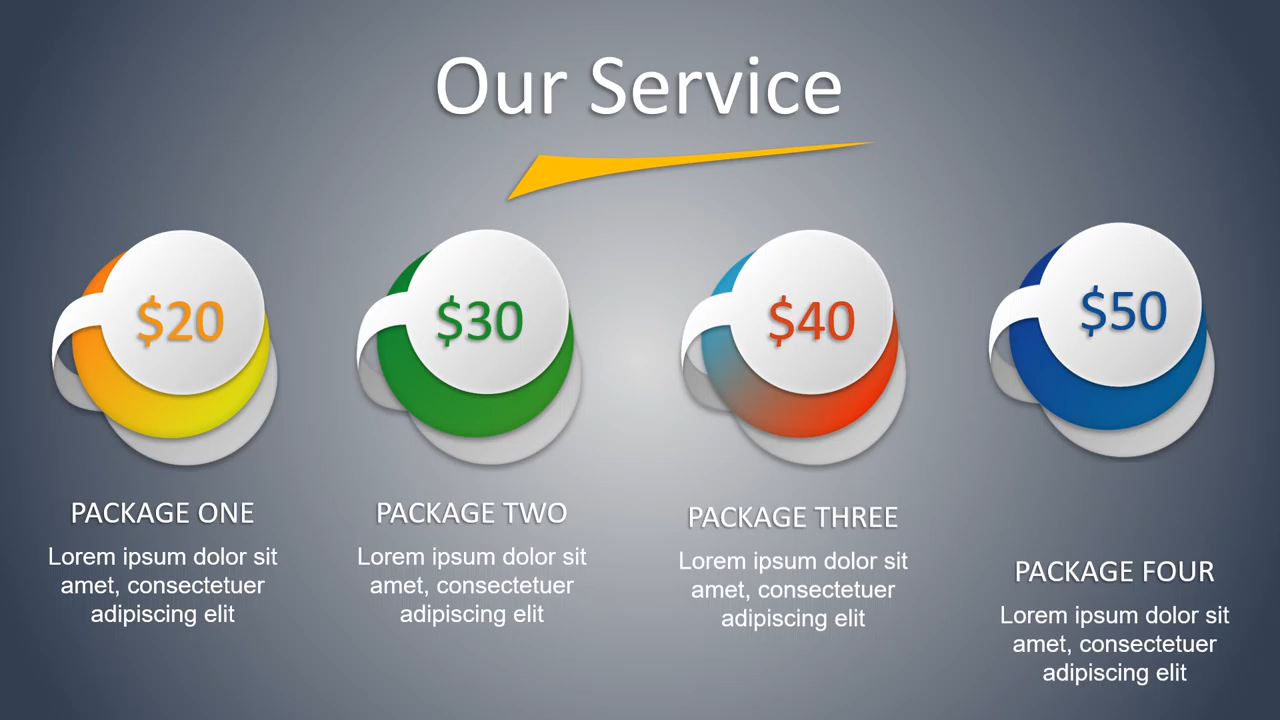 Our Service
$20
$30
$40
$50
PACKAGE ONE
Lorem ipsum dolor sit
amet, consectetuer
adipiscing elit
PACKAGE TWO
Lorem ipsum dolor sit
amet, consectetuer
adipiscing elit
PACKAGE THREE
Lorem ipsum dolor sit
amet, consectetuer
adipiscing elit
PACKAGE FOUR
Lorem ipsum dolor sit
amet, consectetuer
adipiscing elit